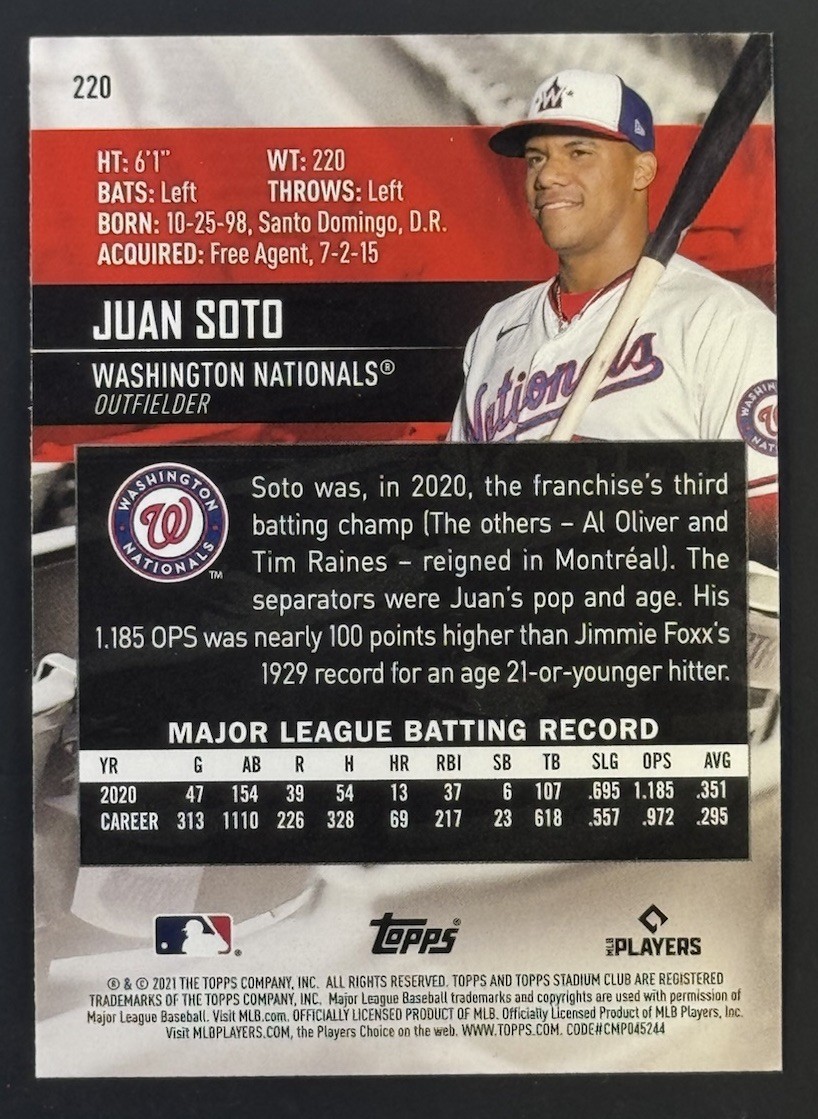 220
HT: 6'1" WT: 220
BATS: Left THROWS: Left
BORN: 10-25-98, Santo Domingo, D.R.
ACQUIRED: Free Agent, 7-2-15
JUAN SOTO
WASHINGTON NATIONALS®
OUTFIELDER
W
Nationals
WASHINGTON
W
NATIONALS
TM
Soto was, in 2020, the franchise's third
batting champ (The others – Al Oliver and
Tim Raines – reigned in Montréal). The
separators were Juan's pop and age. His
1.185 OPS was nearly 100 points higher than Jimmie Foxx's
1929 record for an age 21-or-younger hitter.
MAJOR LEAGUE BATTING RECORD
YR G AB R H HR RBI SB TB SLG OPS AVG
2020 47 154 39 54 13 37 6 107 .695 1.185 .351
CAREER 313 1110 226 328 69 217 23 618 .557 .972 .295
® topps® MLB PLAYERS
® & © 2021 THE TOPPS COMPANY, INC. ALL RIGHTS RESERVED. TOPPS AND TOPPS STADIUM CLUB ARE REGISTERED
TRADEMARKS OF THE TOPPS COMPANY, INC. Major League Baseball trademarks and copyrights are used with permission of
Major League Baseball. Visit MLB.com. OFFICIALLY LICENSED PRODUCT OF MLB. Officially Licensed Product of MLB Players, Inc.
Visit MLBPLAYERS.COM, the Players Choice on the web. WWW.TOPPS.COM. CODE#CMP045244